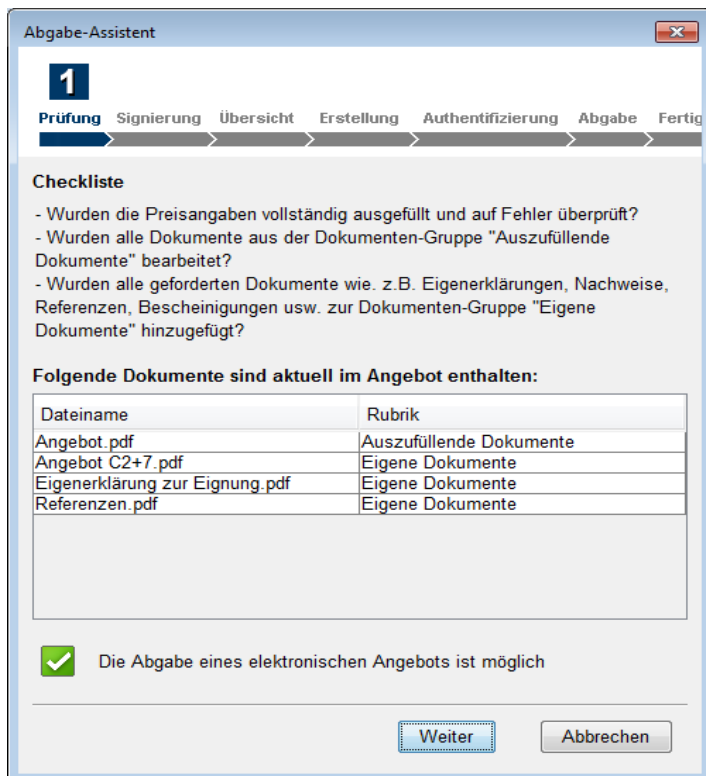 Abgabe-Assistent
1
Prüfung Signierung Übersicht Erstellung Authentifizierung Abgabe Fertig
Checkliste
- Wurden die Preisangaben vollständig ausgefüllt und auf Fehler überprüft?
- Wurden alle Dokumente aus der Dokumenten-Gruppe "Auszufüllende
Dokumente" bearbeitet?
- Wurden alle geforderten Dokumente wie. z.B. Eigenerklärungen, Nachweise,
Referenzen, Bescheinigungen usw. zur Dokumenten-Gruppe "Eigene
Dokumente" hinzugefügt?
Folgende Dokumente sind aktuell im Angebot enthalten:
Dateiname Rubrik
Angebot.pdf Auszufüllende Dokumente
Angebot C2+7.pdf Eigene Dokumente
Eigenerklärung zur Eignung.pdf Eigene Dokumente
Referenzen.pdf Eigene Dokumente
Die Abgabe eines elektronischen Angebots ist möglich
Weiter Abbrechen